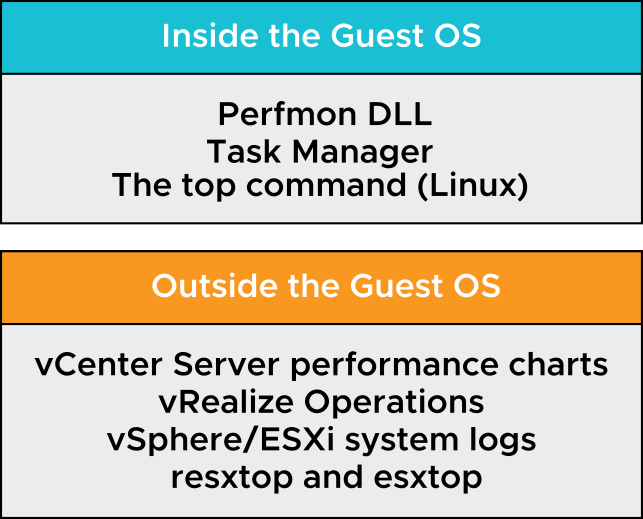 Inside the Guest OS
Perfmon DLL
Task Manager
The top command (Linux)
Outside the Guest OS
vCenter Server performance charts
vRealize Operations
vSphere/ESXi system logs
resxtop and esxtop